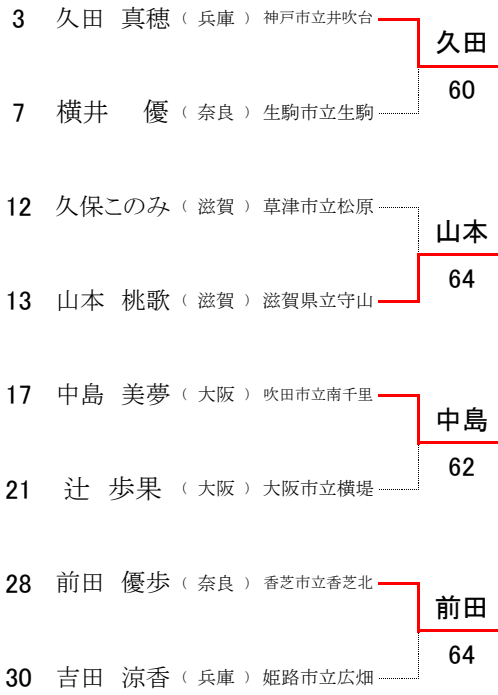 3 久田 真穂 （ 兵庫 ） 神戸市立井吹台
久田
60
7 横井 優 （ 奈良 ） 生駒市立生駒
12 久保このみ （ 滋賀 ） 草津市立松原
山本
64
13 山本 桃歌 （ 滋賀 ） 滋賀県立守山
17 中島 美夢 （ 大阪 ） 吹田市立南千里
中島
62
21 辻 歩果 （ 大阪 ） 大阪市立横堤
28 前田 優歩 （ 奈良 ） 香芝市立香芝北
前田
64
30 吉田 涼香 （ 兵庫 ） 姫路市立広畑